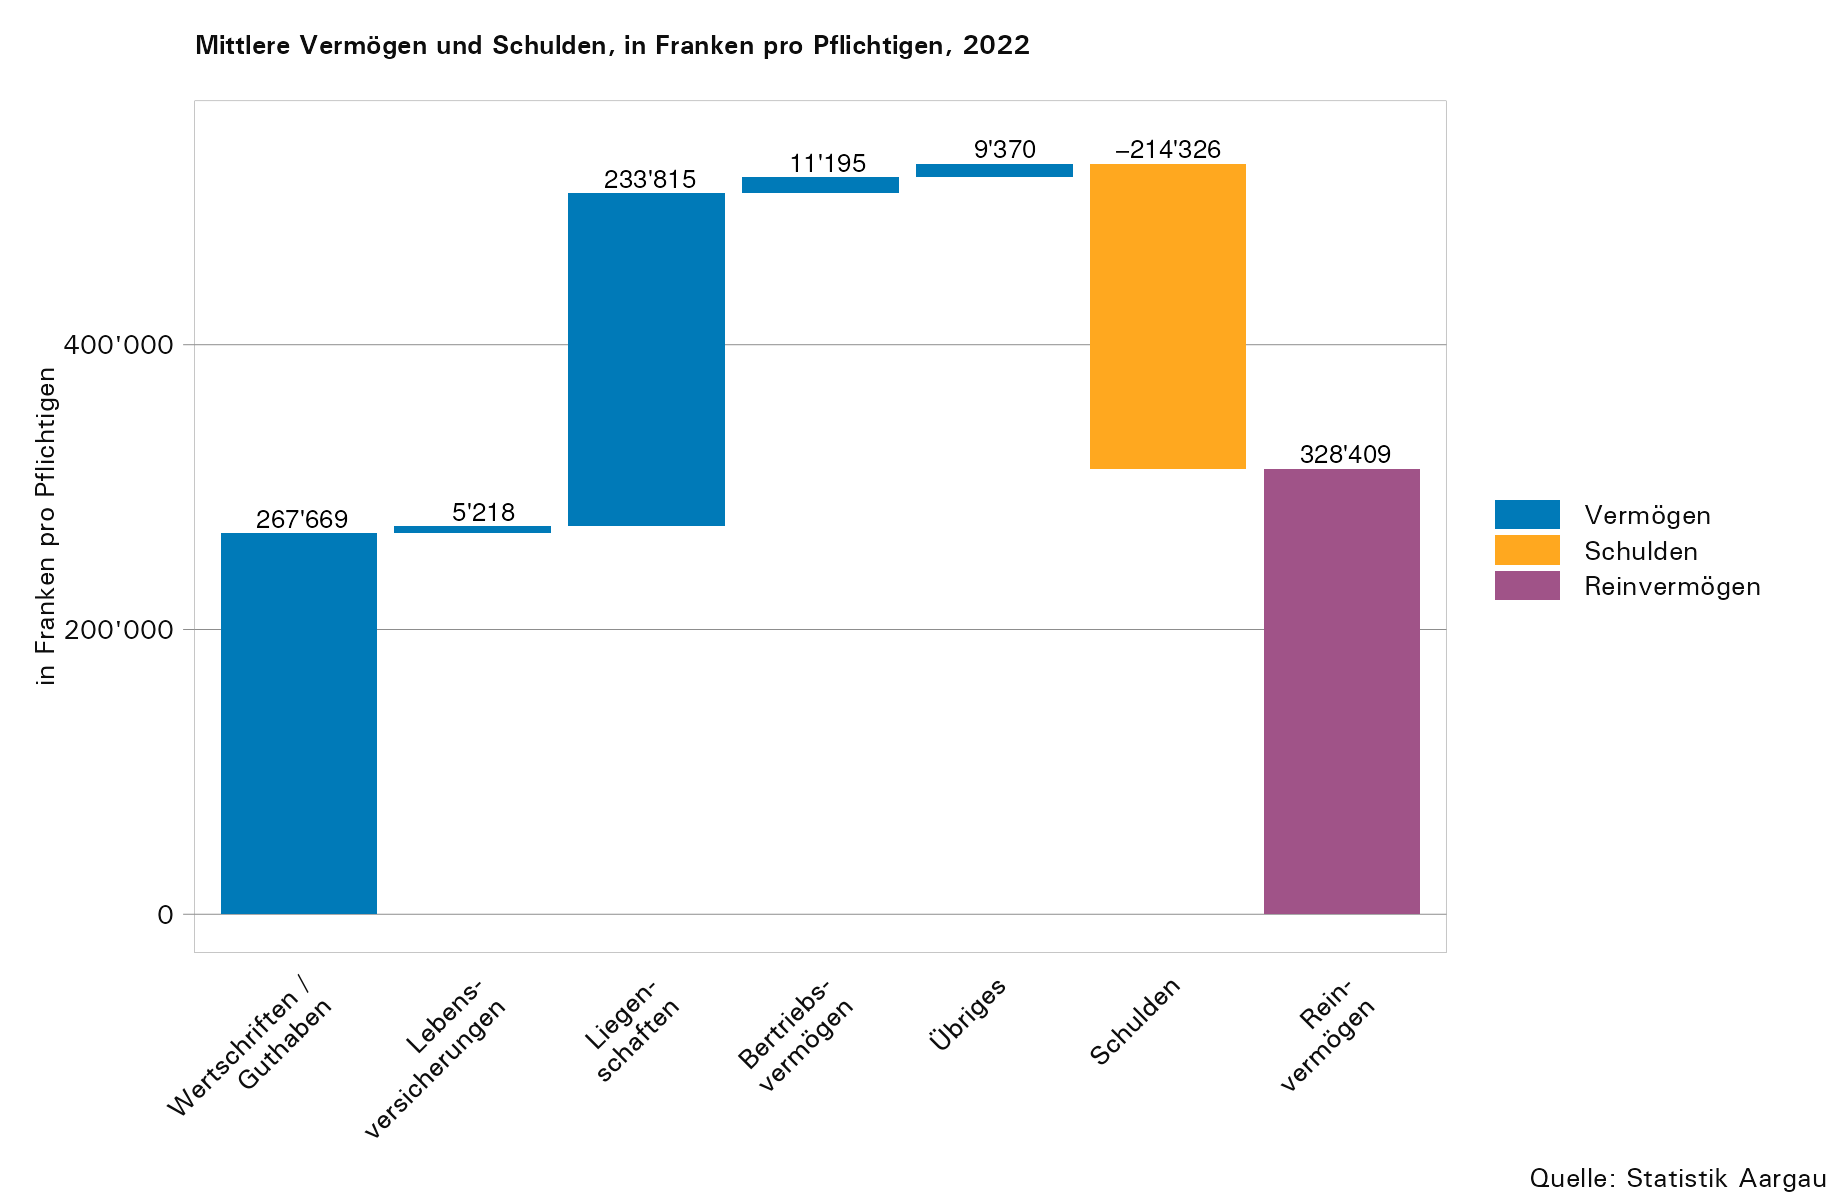 Mittlere Vermögen und Schulden, in Franken pro Pflichtigen, 2022
in Franken pro Pflichtigen
400'000
200'000
0
267'669
5'218
233'815
11'195
9'370
–214'326
328'409
Wertschriften /
Guthaben
Lebens-
versicherungen
Liegen-
schaften
Bertriebs-
vermögen
Übriges
Schulden
Rein-
vermögen
Vermögen
Schulden
Reinvermögen
Quelle: Statistik Aargau